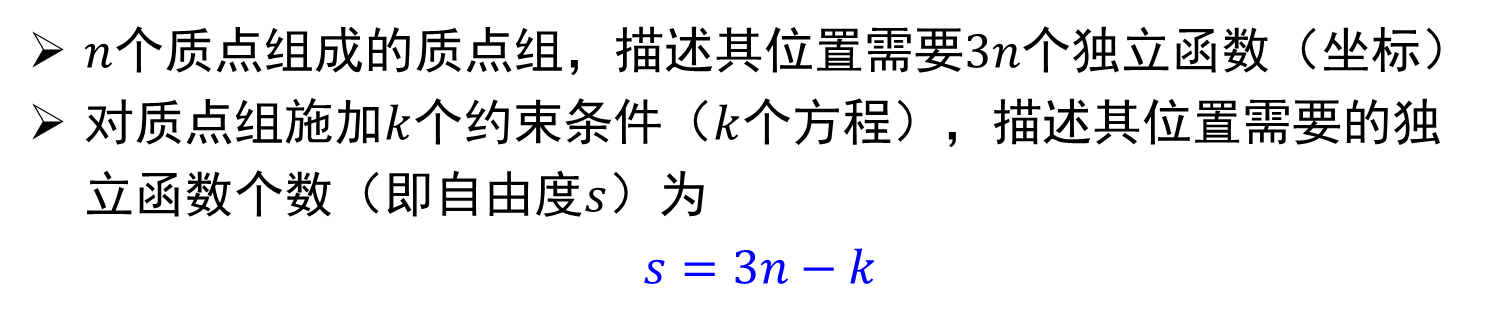 ➢ n个质点组成的质点组，描述其位置需要3n个独立函数（坐标）
➢ 对质点组施加k个约束条件（k个方程），描述其位置需要的独
立函数个数（即自由度s）为
s = 3n − k